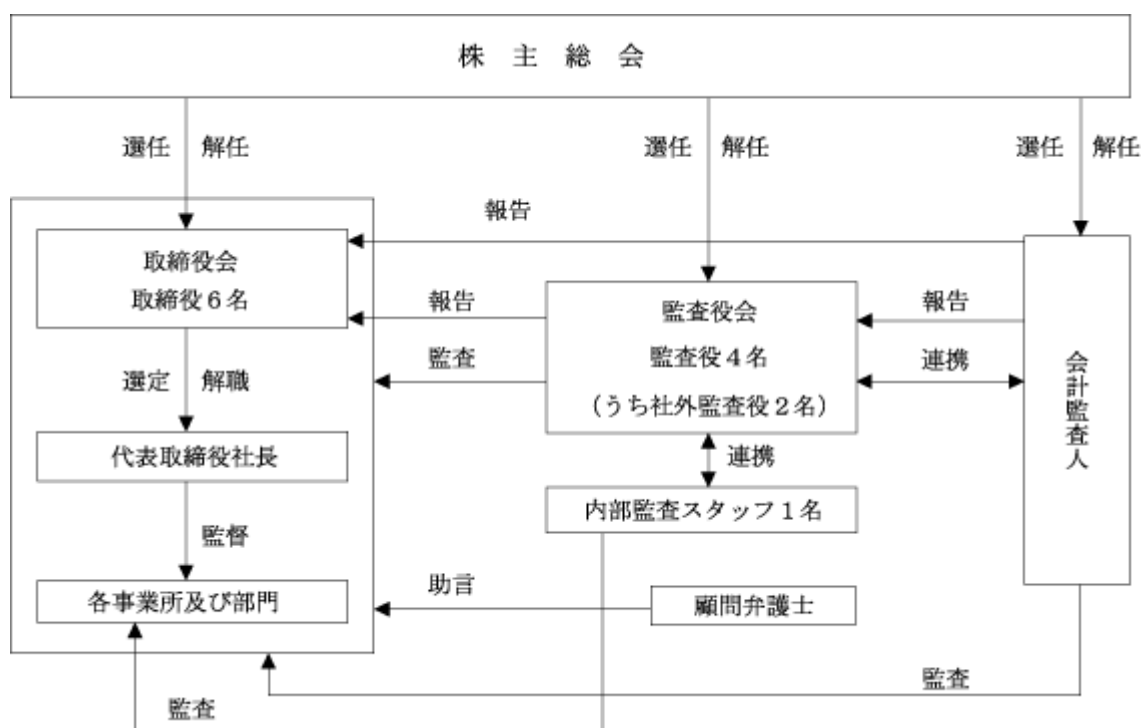 株主総会
選任 解任
選任 解任
選任 解任
報告
取締役会
取締役6名
報告
監査
監査役会
監査役4名
(うち社外監査役2名)
報告
連携
会計監査人
選定 解職
代表取締役社長
連携
内部監査スタッフ1名
監督
各事業所及び部門
助言
顧問弁護士
監査
監査